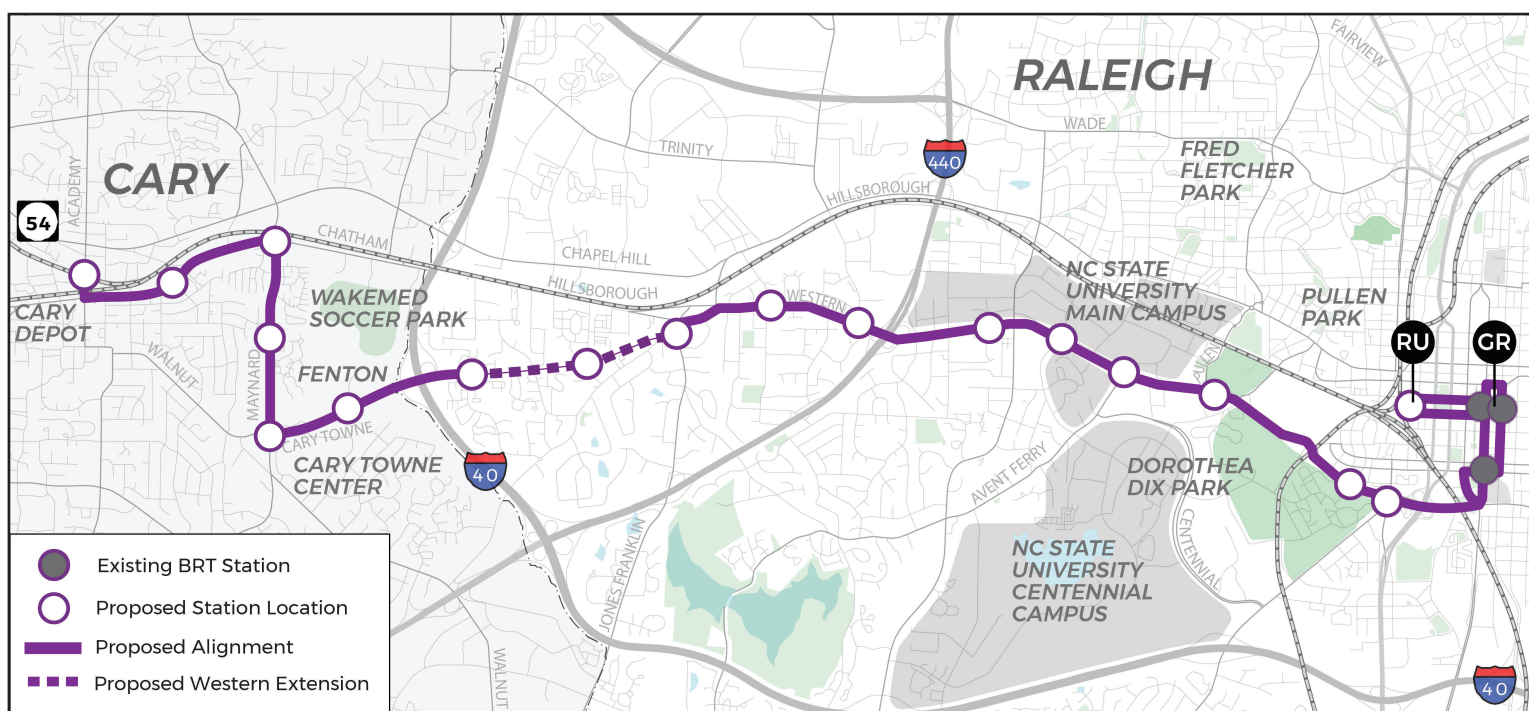 RALEIGH
FAIRVIEW
WADE
TRINITY
440
FRED
FLETCHER
PARK
CARY
ACADEMY
54
HILLSBOROUGH
CHATHAM
CHAPEL HILL
HILLSBOROUGH
WAKEMED
SOCCER PARK
NC STATE
UNIVERSITY
MAIN CAMPUS
PULLEN
PARK
CARY
DEPOT
WESTERN
RU
GR
WALNUT
MAYNARD
FENTON
PULLEN
CARY TOWNE
CARY TOWNE
CENTER
40
AVENT FERRY
DOROTHEA
DIX PARK
CENTENNIAL
JONES FRANKLIN
NC STATE
UNIVERSITY
CENTENNIAL
CAMPUS
WALNUT
40
Existing BRT Station
Proposed Station Location
Proposed Alignment
Proposed Western Extension